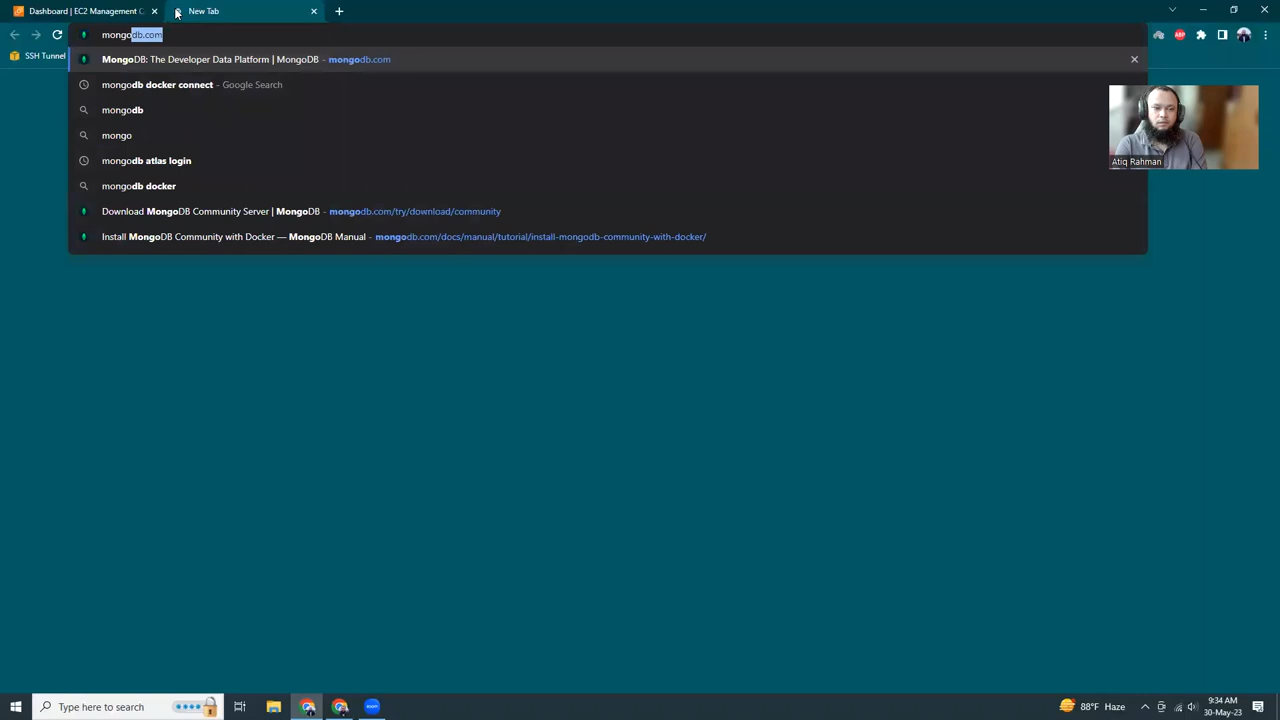 Dashboard | EC2 Management C
New Tab
mongodb.com
SSH Tunnel
ABP
MongoDB: The Developer Data Platform | MongoDB - mongodb.com
mongodb docker connect - Google Search
mongodb
mongo
mongodb atlas login
mongodb docker
Download MongoDB Community Server | MongoDB - mongodb.com/try/download/community
Install MongoDB Community with Docker — MongoDB Manual - mongodb.com/docs/manual/tutorial/install-mongodb-community-with-docker/
Atiq Rahman
Type here to search
zoom
88°F Haze
9:34 AM
30-May-23